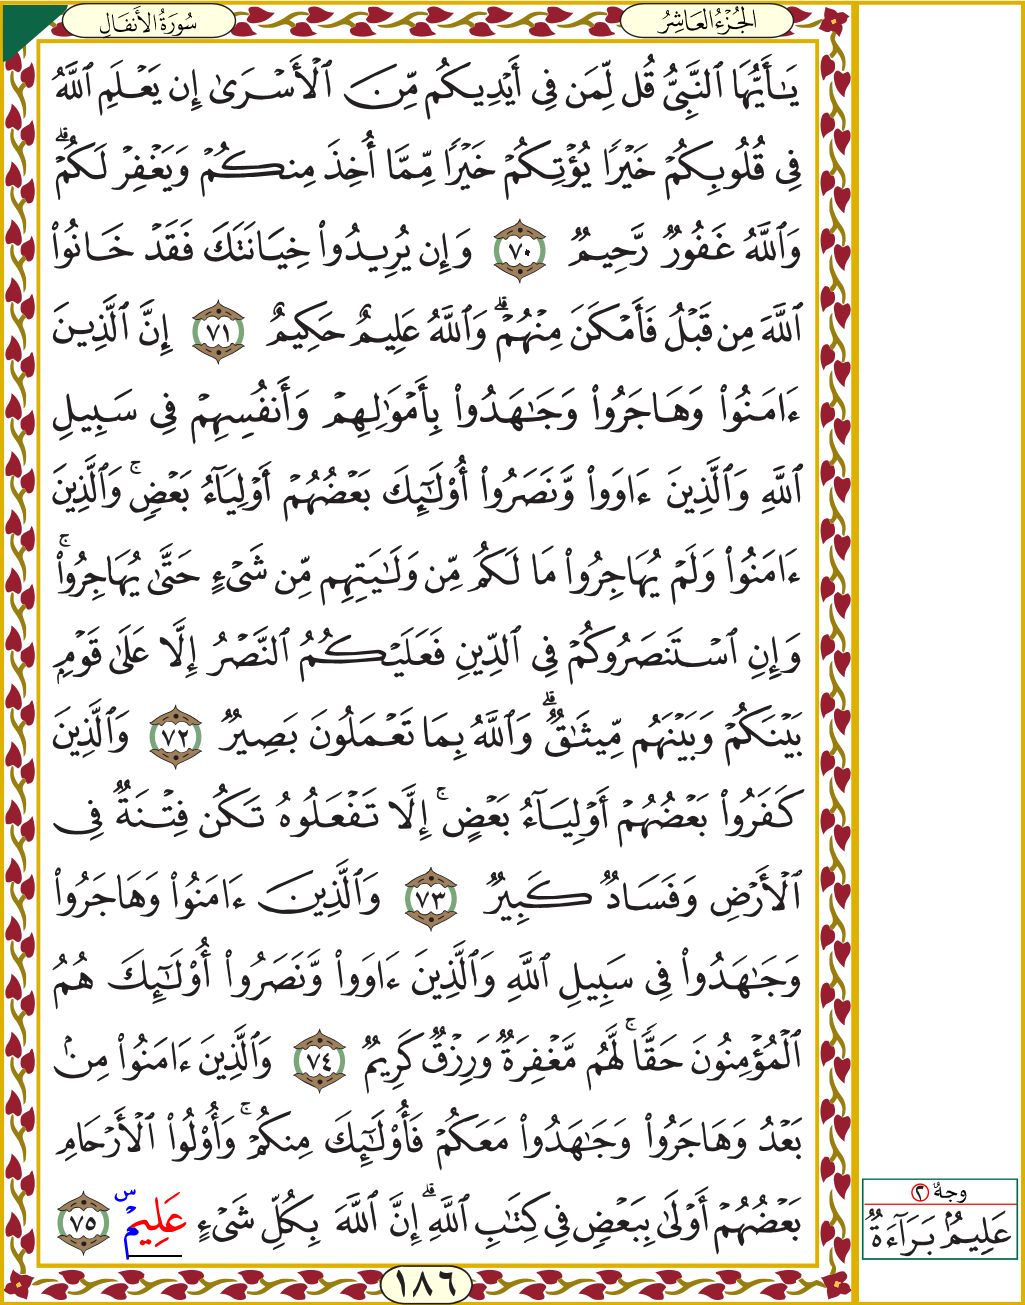 الجُزْءُ العَاشِرُ
سُورَةُ الأَنفَالِ
يَـٰٓأَيُّهَا ٱلنَّبِىُّ قُل لِّمَن فِىٓ أَيْدِيكُم مِّنَ ٱلْأَسْرَىٰٓ إِن يَعْلَمِ ٱللَّهُ
فِى قُلُوبِكُمْ خَيْرًا يُؤْتِكُمْ خَيْرًا مِّمَّآ أُخِذَ مِنكُمْ وَيَغْفِرْ لَكُمْ ۗ
وَٱللَّهُ غَفُورٌ رَّحِيمٌ ٧٠ وَإِن يُرِيدُوا۟ خِيَانَتَكَ فَقَدْ خَانُوا۟
ٱللَّهَ مِن قَبْلُ فَأَمْكَنَ مِنْهُمْ ۗ وَٱللَّهُ عَلِيمٌ حَكِيمٌ ٧١ إِنَّ ٱلَّذِينَ
ءَامَنُوا۟ وَهَاجَرُوا۟ وَجَـٰهَدُوا۟ بِأَمْوَٰلِهِمْ وَأَنفُسِهِمْ فِى سَبِيلِ
ٱللَّهِ وَٱلَّذِينَ ءَاوَوا۟ وَّنَصَرُوٓا۟ أُو۟لَـٰٓئِكَ بَعْضُهُمْ أَوْلِيَآءُ بَعْضٍ ۚ وَٱلَّذِينَ
ءَامَنُوا۟ وَلَمْ يُهَاجِرُوا۟ مَا لَكُم مِّن وَلَـٰيَتِهِم مِّن شَىْءٍ حَتَّىٰ يُهَاجِرُوا۟ ۚ
وَإِنِ ٱسْتَنصَرُوكُمْ فِى ٱلدِّينِ فَعَلَيْكُمُ ٱلنَّصْرُ إِلَّا عَلَىٰ قَوْمٍۭ
بَيْنَكُمْ وَبَيْنَهُم مِّيثَـٰقٌ ۗ وَٱللَّهُ بِمَا تَعْمَلُونَ بَصِيرٌ ٧٢ وَٱلَّذِينَ
كَفَرُوا۟ بَعْضُهُمْ أَوْلِيَآءُ بَعْضٍ ۚ إِلَّا تَفْعَلُوهُ تَكُن فِتْنَةٌ فِى
ٱلْأَرْضِ وَفَسَادٌ كَبِيرٌ ٧٣ وَٱلَّذِينَ ءَامَنُوا۟ وَهَاجَرُوا۟
وَجَـٰهَدُوا۟ فِى سَبِيلِ ٱللَّهِ وَٱلَّذِينَ ءَاوَوا۟ وَّنَصَرُوٓا۟ أُو۟لَـٰٓئِكَ هُمُ
ٱلْمُؤْمِنُونَ حَقًّا ۚ لَّهُم مَّغْفِرَةٌ وَرِزْقٌ كَرِيمٌ ٧٤ وَٱلَّذِينَ ءَامَنُوا۟ مِنۢ
بَعْدُ وَهَاجَرُوا۟ وَجَـٰهَدُوا۟ مَعَكُمْ فَأُو۟لَـٰٓئِكَ مِنكُمْ ۚ وَأُو۟لُوا۟ ٱلْأَرْحَامِ
بَعْضُهُمْ أَوْلَىٰ بِبَعْضٍ فِى كِتَـٰبِ ٱللَّهِ ۗ إِنَّ ٱللَّهَ بِكُلِّ شَىْءٍ عَلِيمٌۢ ۜ ٧٥
وجهٌ ٢
عَلِيمٌۢ بَرَآءَةٌ
١٨٦